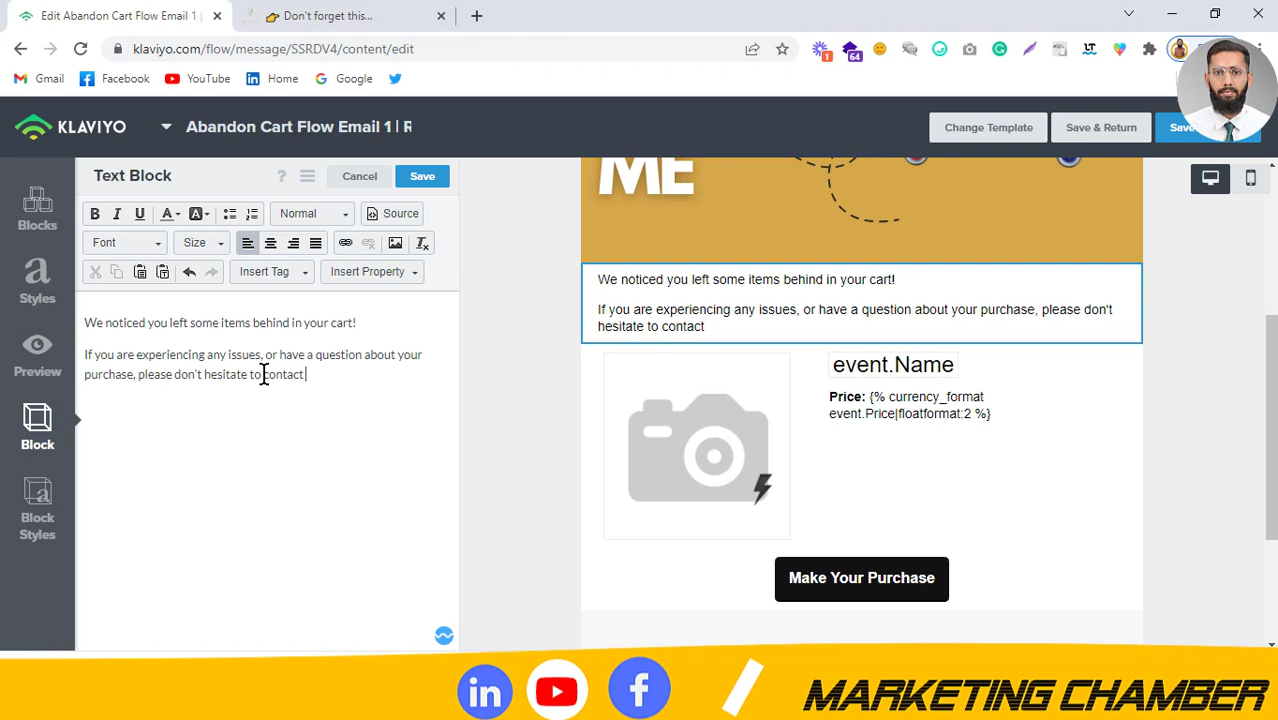 Edit Abandon Cart Flow Email 1 |
Don't forget this...
klaviyo.com/flow/message/SSRDV4/content/edit
1
64
LT
Gmail
Facebook
YouTube
Home
Google
KLAVIYO
Abandon Cart Flow Email 1 | R
Change Template
Save & Return
Save
Text Block
?
Cancel
Save
B I U A A
Normal
Source
Font
Size
Insert Tag
Insert Property
Blocks
Styles
Preview
Block
Block
Styles
We noticed you left some items behind in your cart!
If you are experiencing any issues, or have a question about your
purchase, please don't hesitate to contact
ME
We noticed you left some items behind in your cart!
If you are experiencing any issues, or have a question about your purchase, please don't
hesitate to contact
event.Name
Price: {% currency_format
event.Price|floatformat:2 %}
Make Your Purchase
MARKETING CHAMBER